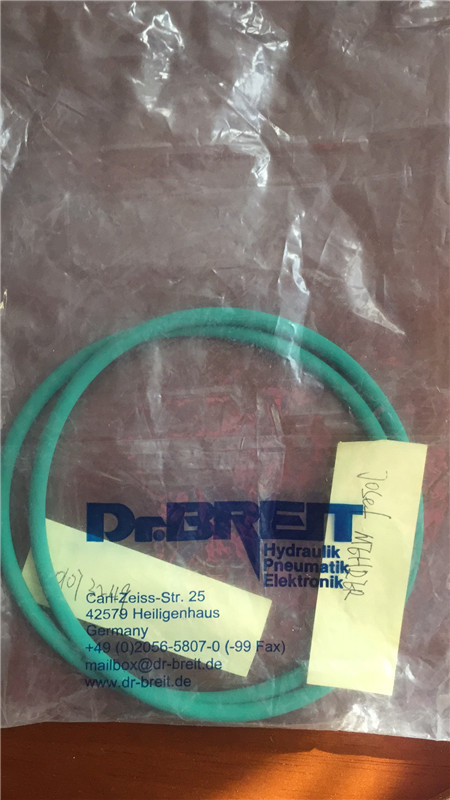 Dr.BREIT
Hydraulik
Pneumatik
Elektronik
Carl-Zeiss-Str. 25
42579 Heiligenhaus
Germany
+49 (0)2056-5807-0 (-99 Fax)
mailbox@dr-breit.de
www.dr-breit.de